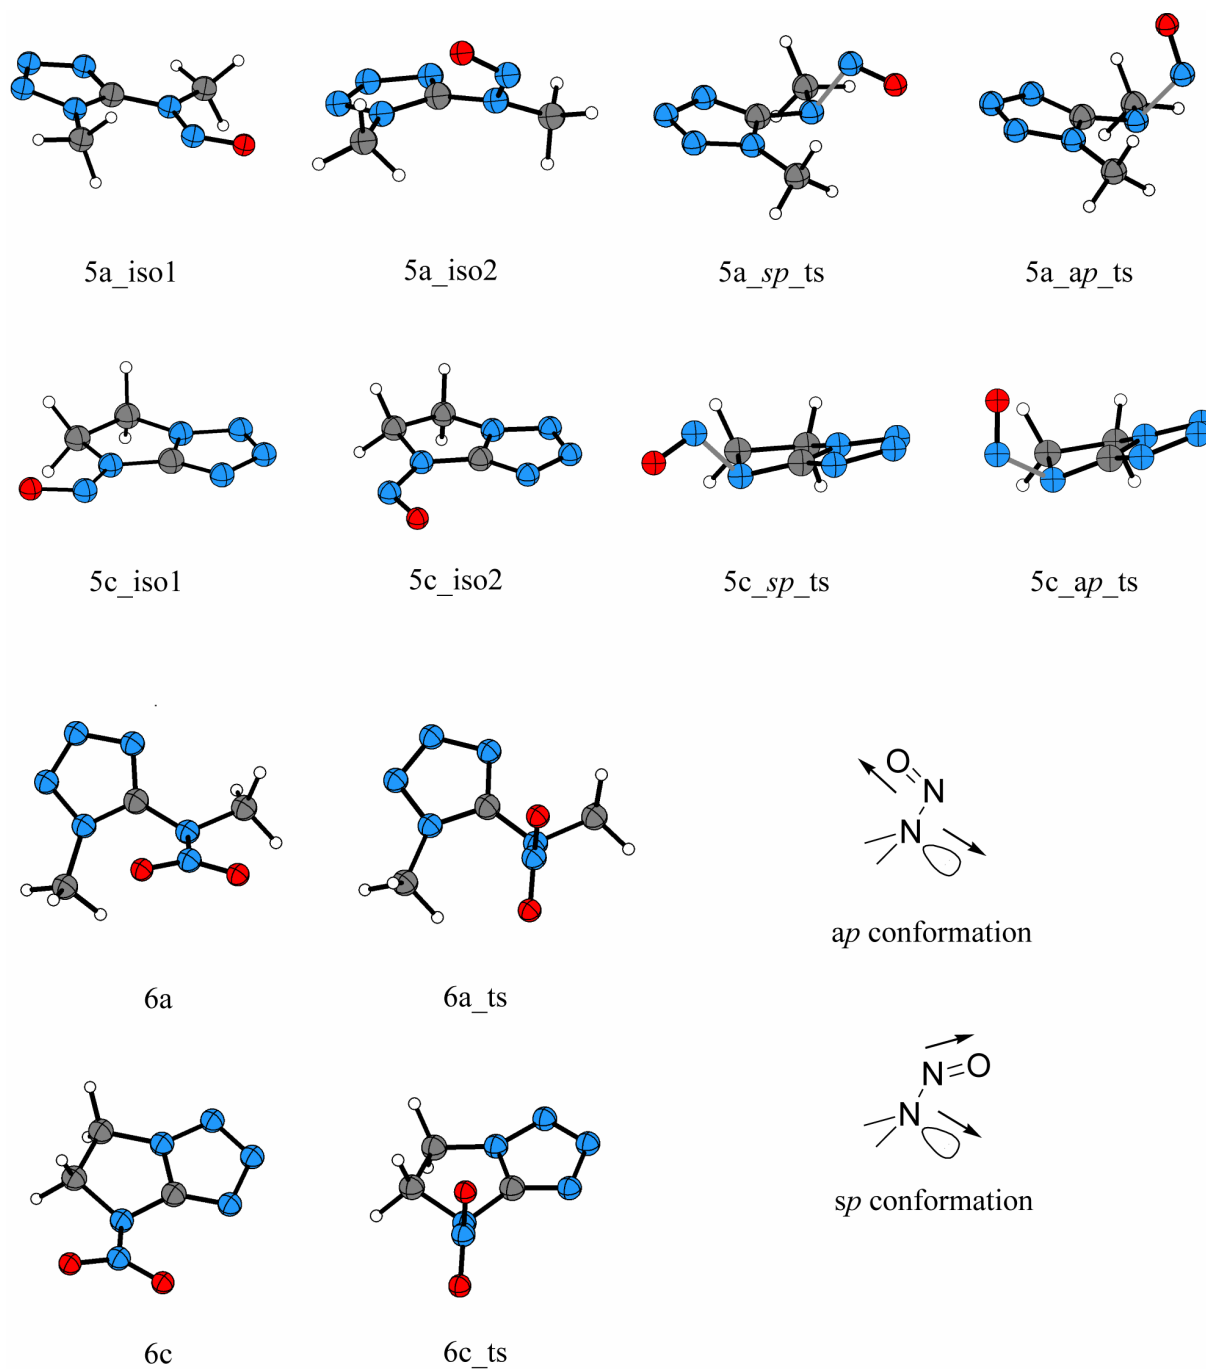 5a_iso1
5a_iso2
5a_sp_ts
5a_ap_ts
5c_iso1
5c_iso2
5c_sp_ts
5c_ap_ts
O
N
N
ap conformation
6a
6a_ts
N
O
N
sp conformation
6c
6c_ts